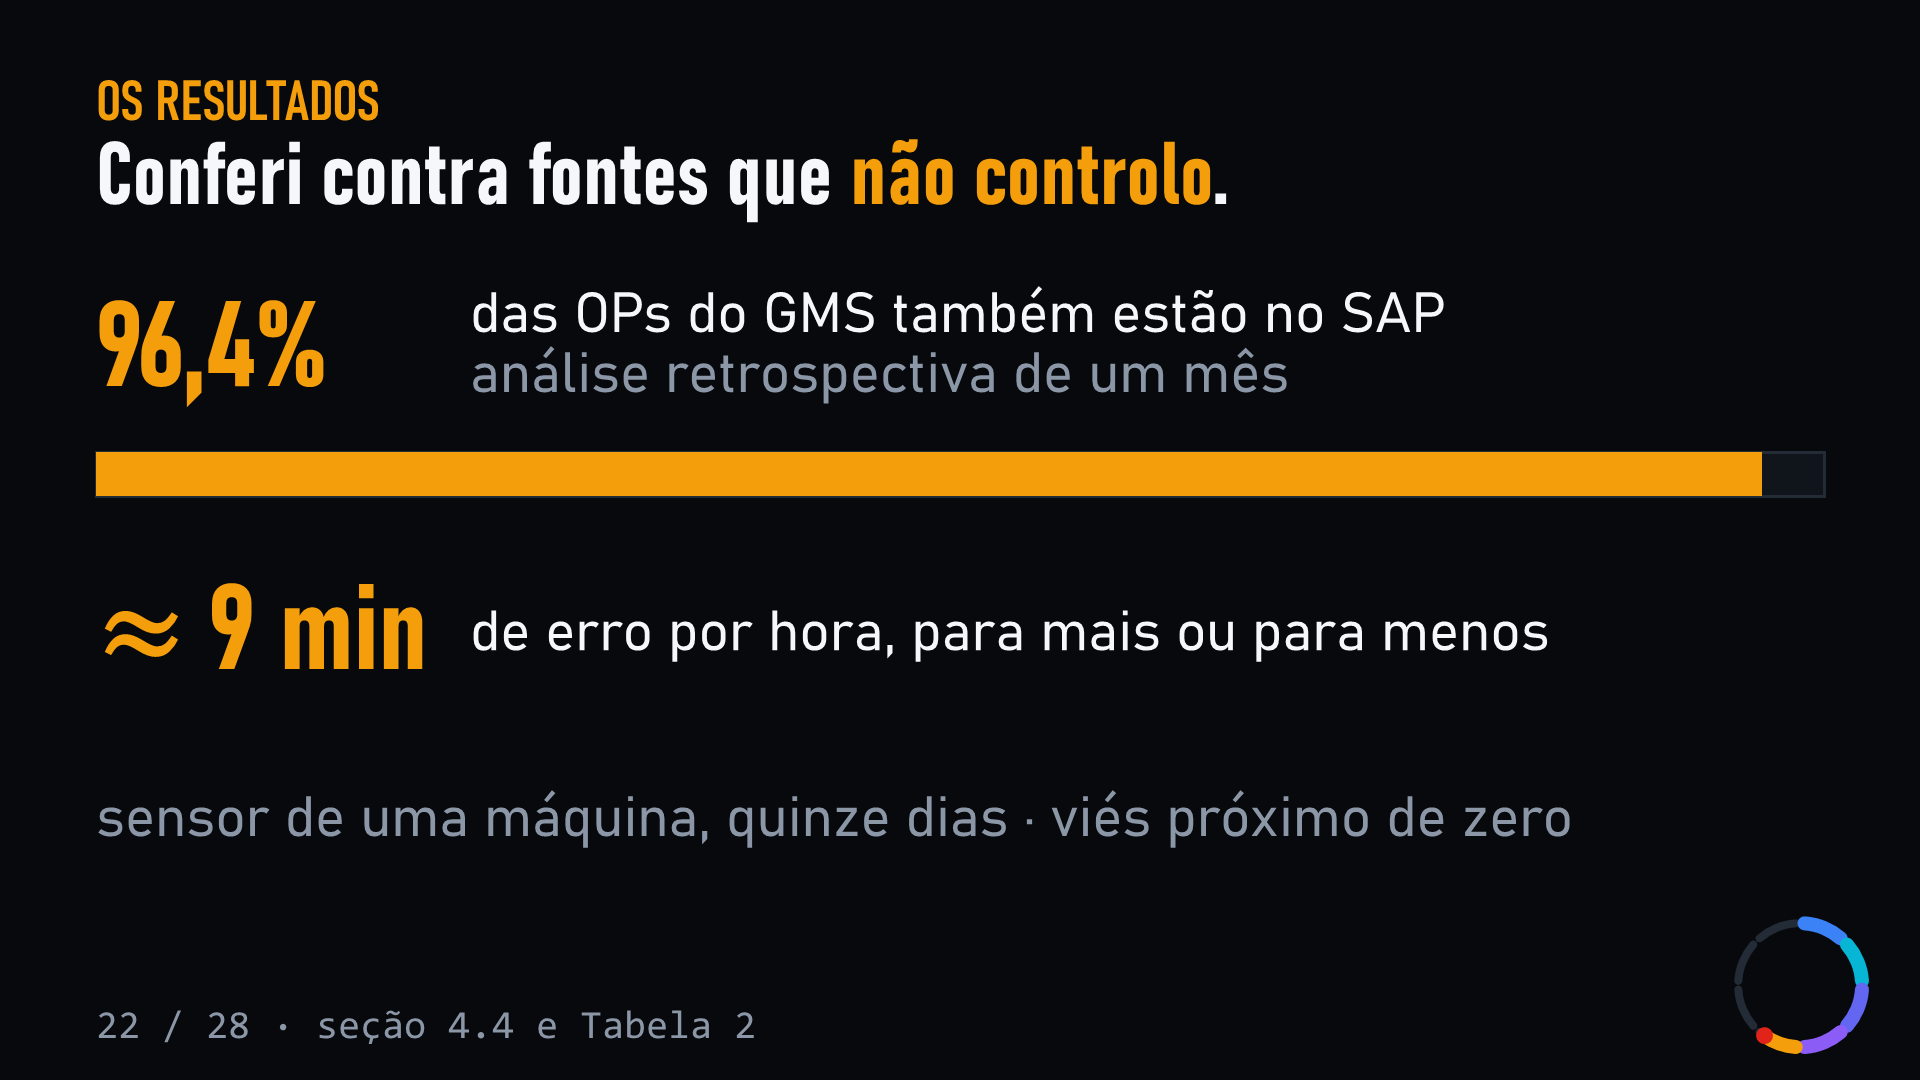 OS RESULTADOS
Conferi contra fontes que não controlo.
96,4%
das OPs do GMS também estão no SAP
análise retrospectiva de um mês
≈ 9 min
de erro por hora, para mais ou para menos
sensor de uma máquina, quinze dias · viés próximo de zero
22 / 28 · seção 4.4 e Tabela 2